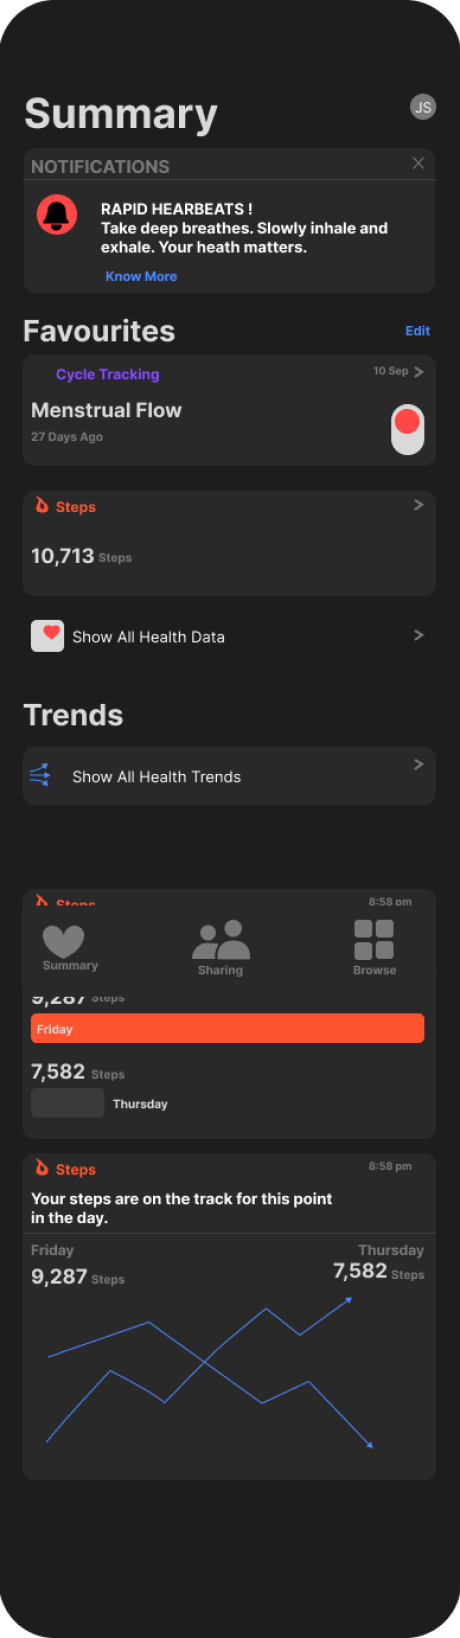 Summary
JS
NOTIFICATIONS
RAPID HEARBEATS !
Take deep breathes. Slowly inhale and
exhale. Your heath matters.
Know More
Favourites
Edit
Cycle Tracking
10 Sep
Menstrual Flow
27 Days Ago
Steps
10,713 Steps
Show All Health Data
Trends
Show All Health Trends
Steps
8:58 pm
Summary
Sharing
Browse
9,287 Steps
Friday
7,582 Steps
Thursday
Steps
8:58 pm
Your steps are on the track for this point
in the day.
Friday
Thursday
9,287 Steps
7,582 Steps